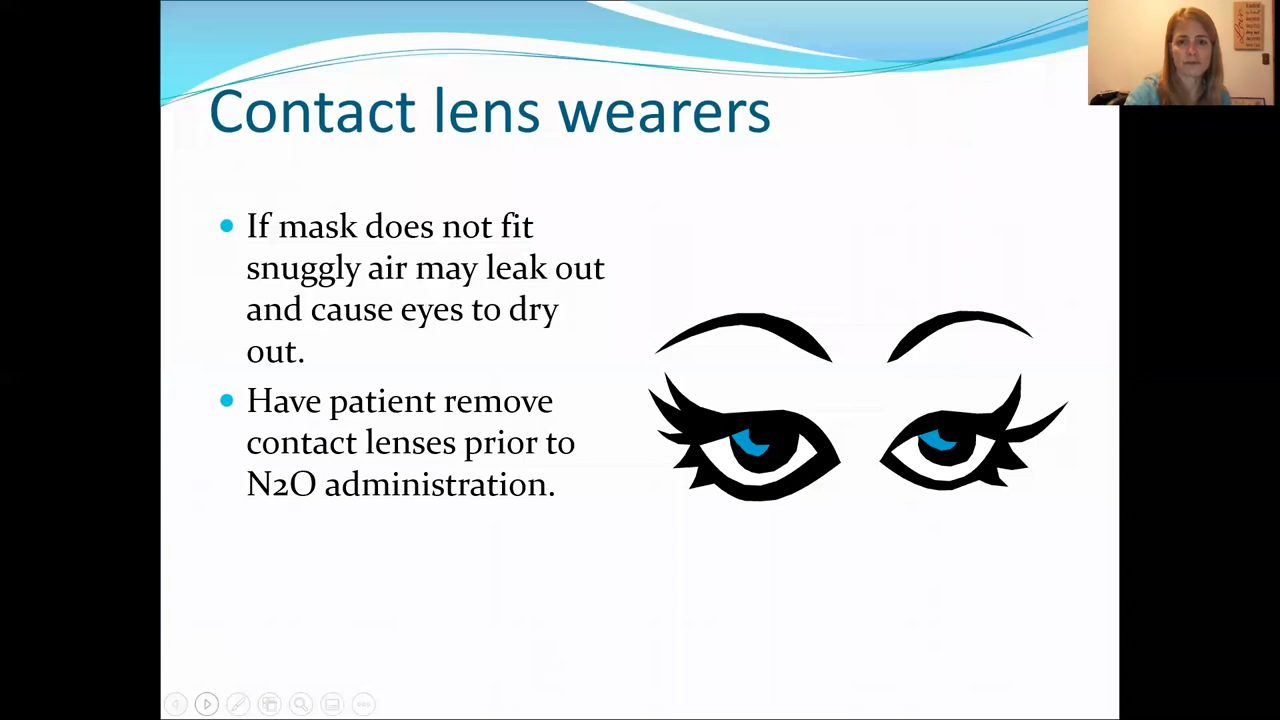 Contact lens wearers
If mask does not fit
snuggly air may leak out
and cause eyes to dry
out.
Have patient remove
contact lenses prior to
N2O administration.